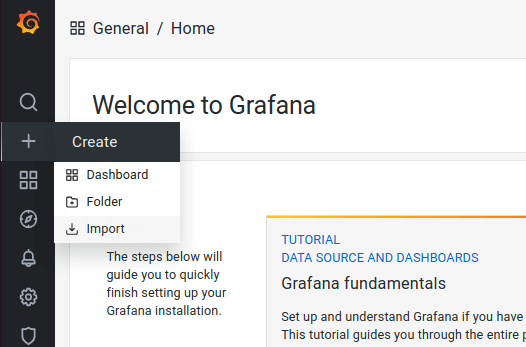 General / Home
Welcome to Grafana
Create
Dashboard
Folder
Import
The steps below will
guide you to quickly
finish setting up your
Grafana installation.
TUTORIAL
DATA SOURCE AND DASHBOARDS
Grafana fundamentals
Set up and understand Grafana if you have
This tutorial guides you through the entire